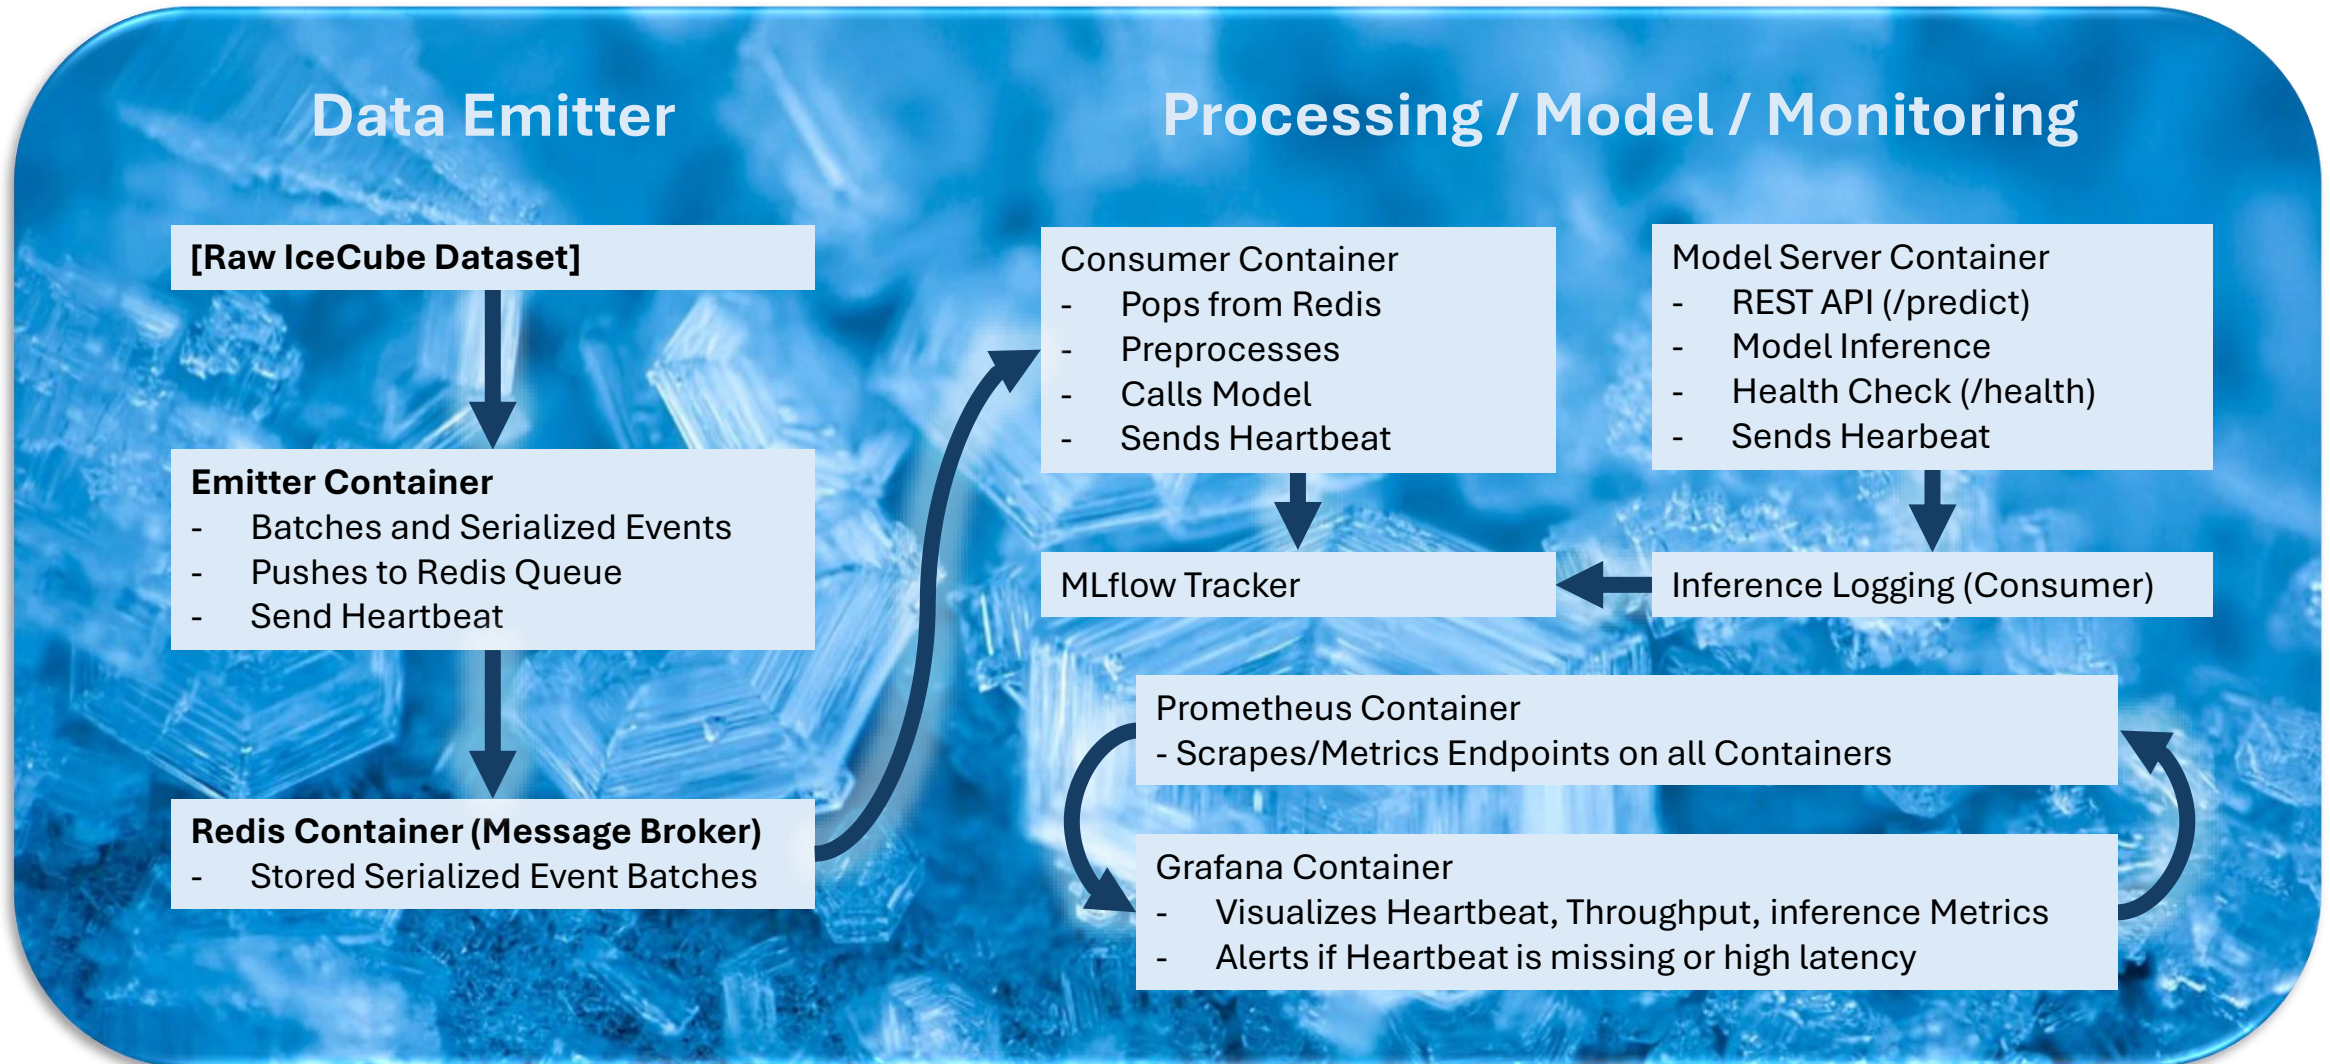 Data Emitter
[Raw IceCube Dataset]
Emitter Container
- Batches and Serialized Events
- Pushes to Redis Queue
- Send Heartbeat
Redis Container (Message Broker)
- Stored Serialized Event Batches
Processing / Model / Monitoring
Consumer Container
- Pops from Redis
- Preprocesses
- Calls Model
- Sends Heartbeat
Model Server Container
- REST API (/predict)
- Model Inference
- Health Check (/health)
- Sends Hearbeat
MLflow Tracker
Inference Logging (Consumer)
Prometheus Container
- Scrapes/Metrics Endpoints on all Containers
Grafana Container
- Visualizes Heartbeat, Throughput, inference Metrics
- Alerts if Heartbeat is missing or high latency